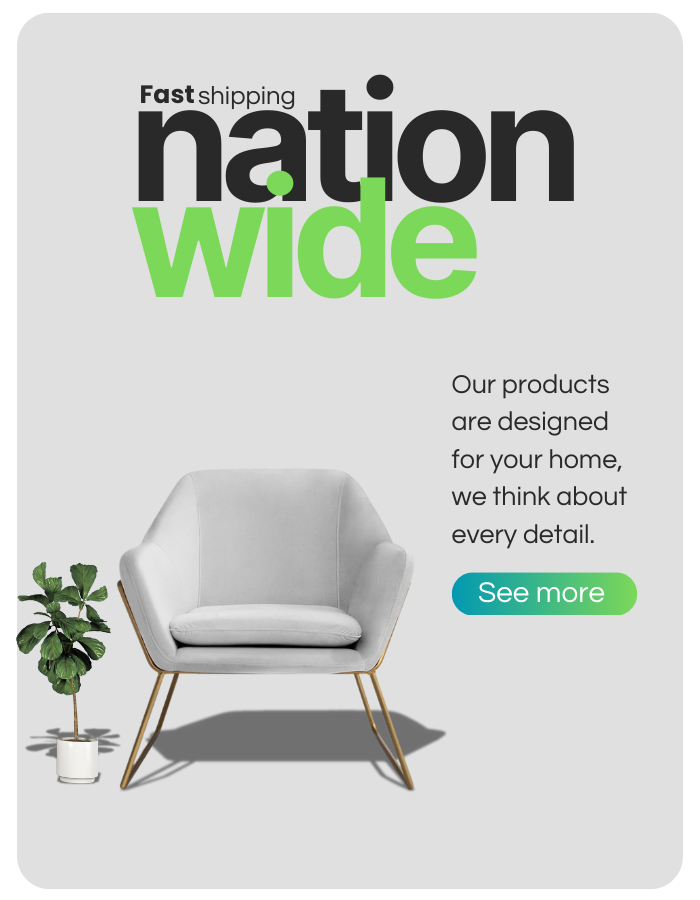 Fast shipping
nation
wide
Our products
are designed
for your home,
we think about
every detail.
See more